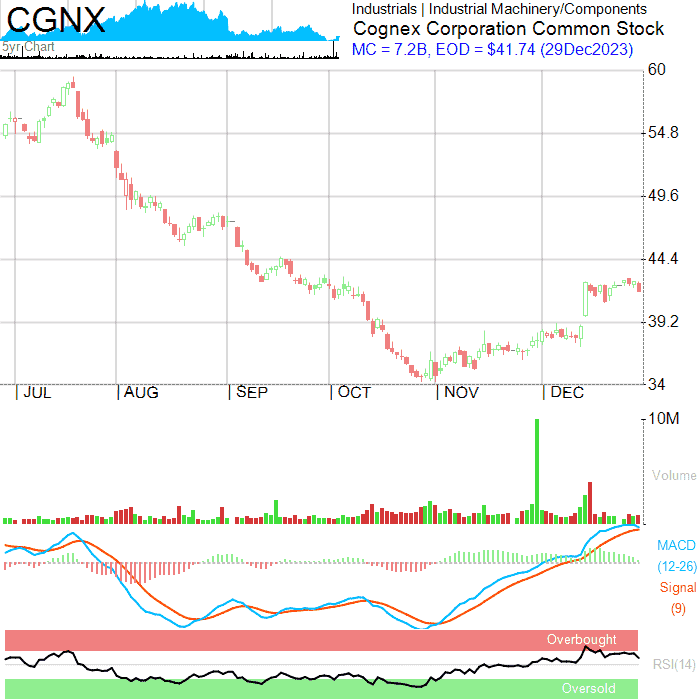 CGNX
5yr Chart
Industrials | Industrial Machinery/Components
Cognex Corporation Common Stock
MC = 7.2B, EOD = $41.74 (29Dec2023)
60
54.8
49.6
44.4
39.2
34
JUL AUG SEP OCT NOV DEC
10M
Volume
MACD
(12-26)
Signal
(9)
Overbought
RSI(14)
Oversold